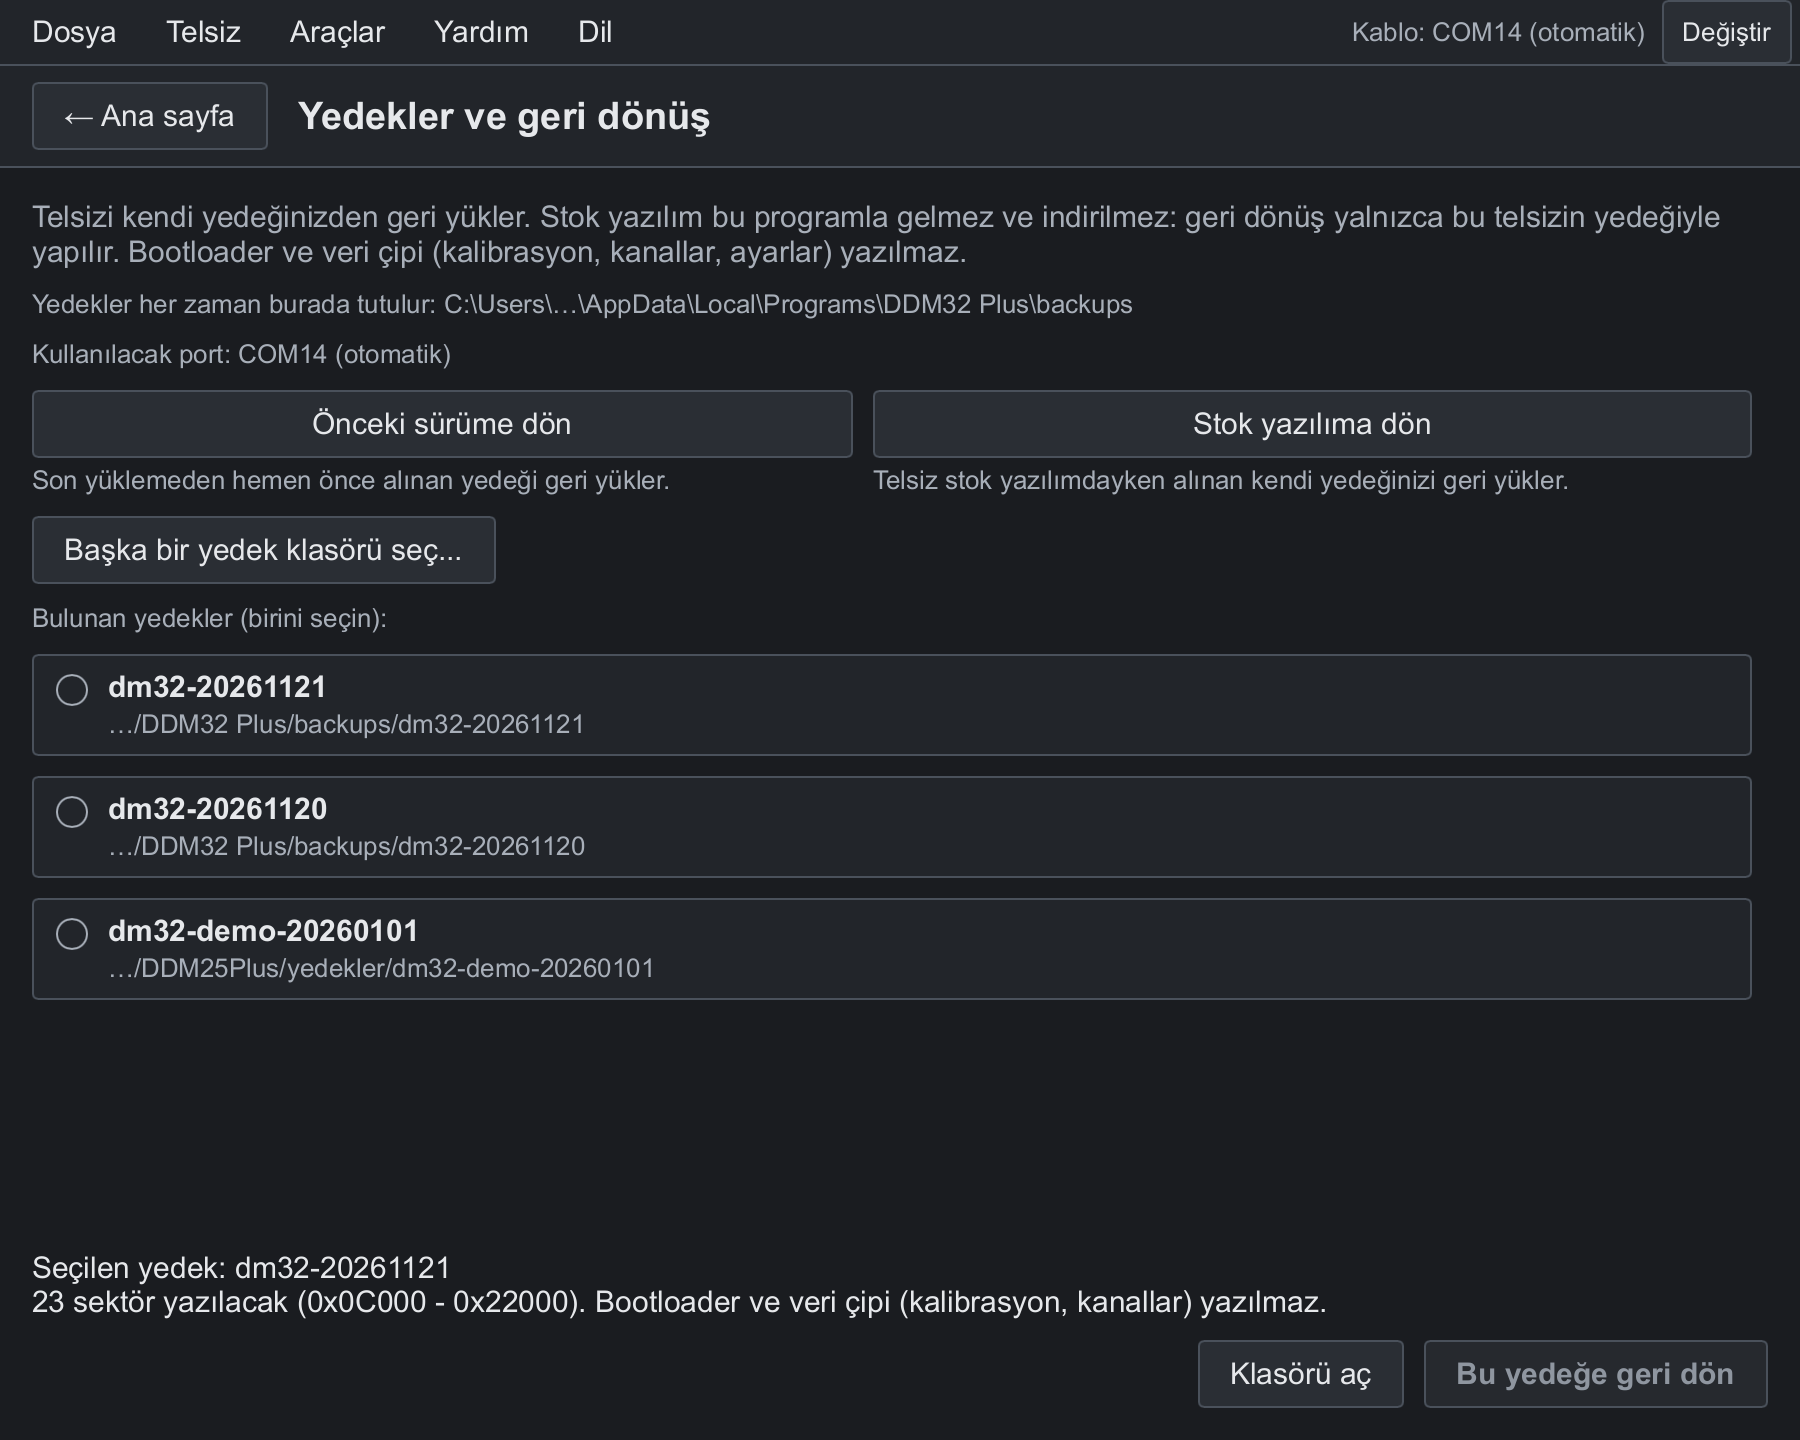 Dosya Telsiz Araçlar Yardım Dil Kablo: COM14 (otomatik) Değiştir
← Ana sayfa Yedekler ve geri dönüş
Telsizi kendi yedeğinizden geri yükler. Stok yazılım bu programla gelmez ve indirilmez: geri dönüş yalnızca bu telsizin yedeğiyle
yapılır. Bootloader ve veri çipi (kalibrasyon, kanallar, ayarlar) yazılmaz.
Yedekler her zaman burada tutulur: C:\Users\…\AppData\Local\Programs\DDM32 Plus\backups
Kullanılacak port: COM14 (otomatik)
Önceki sürüme dön Stok yazılıma dön
Son yüklemeden hemen önce alınan yedeği geri yükler. Telsiz stok yazılımdayken alınan kendi yedeğinizi geri yükler.
Başka bir yedek klasörü seç...
Bulunan yedekler (birini seçin):
dm32-20261121
…/DDM32 Plus/backups/dm32-20261121
dm32-20261120
…/DDM32 Plus/backups/dm32-20261120
dm32-demo-20260101
…/DDM25Plus/yedekler/dm32-demo-20260101
Seçilen yedek: dm32-20261121
23 sektör yazılacak (0x0C000 - 0x22000). Bootloader ve veri çipi (kalibrasyon, kanallar) yazılmaz.
Klasörü aç Bu yedeğe geri dön